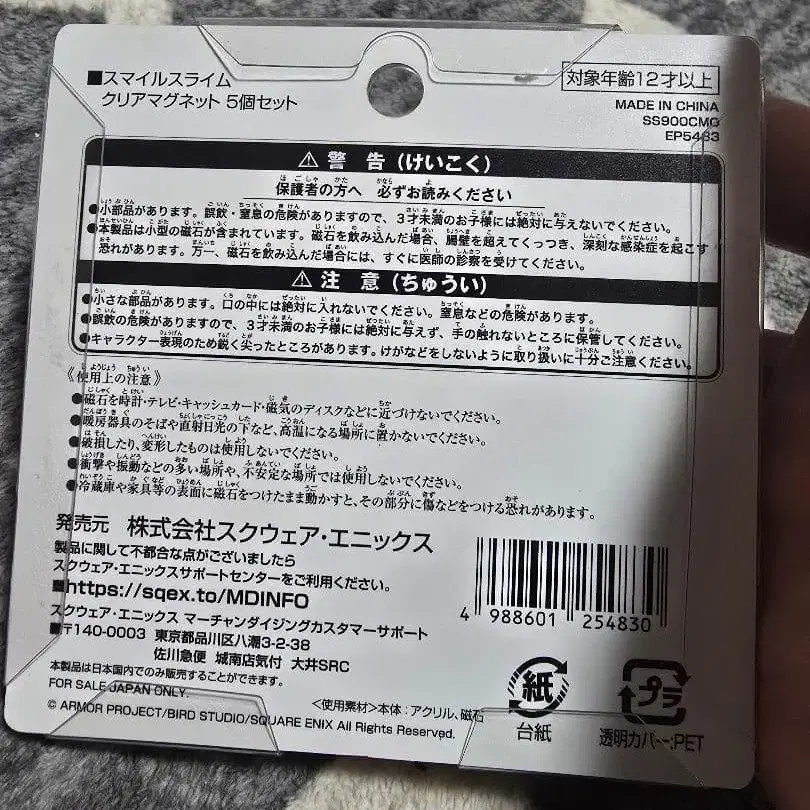 ■スマイルスライム
クリアマグネット 5個セット
対象年齢12才以上
MADE IN CHINA
SS900CMG
EP5483
⚠ 警 告 (けいこく)
保護者の方へ 必ずお読みください
●小部品があります。誤飲・窒息の危険がありますので、3才未満のお子様には絶対に与えないでください。
●本製品は小型の磁石が含まれています。磁石を飲み込んだ場合、腸壁を超えてくっつき、深刻な感染症を起こす
恐れがあります。万一、磁石を飲み込んだ場合には、すぐに医師の診察を受けてください。
⚠ 注 意 (ちゅうい)
●小さな部品があります。口の中には絶対に入れないでください。窒息などの危険があります。
●誤飲の危険がありますので、3才未満のお子様には絶対に与えず、手の触れないところに保管してください。
●キャラクター表現のため鋭く尖ったところがあります。けがなどをしないように取り扱いに十分ご注意ください。
《使用上の注意》
●磁石を時計・テレビ・キャッシュカード・磁気のディスクなどに近づけないでください。
●暖房器具のそばや直射日光の下など、高温になる場所に置かないでください。
●破損したり、変形したものは使用しないでください。
●衝撃や振動などの多い場所や、不安定な場所では使用しないでください。
●冷蔵庫や家具等の表面に磁石をつけたまま動かすと、その部分に傷などをつける恐れがあります。
発売元 株式会社スクウェア・エニックス
製品に関して不都合な点がございましたら
スクウェア・エニックスサポートセンターをご利用ください。
■https://sqex.to/MDINFO
スクウェア・エニックス マーチャンダイジングカスタマーサポート
■〒140-0003 東京都品川区八潮3-2-38
佐川急便 城南店気付 大井SRC
本製品は日本国内でのみ販売することができます。
FOR SALE JAPAN ONLY.
© ARMOR PROJECT/BIRD STUDIO/SQUARE ENIX All Rights Reserved.
4 988601 254830
<使用素材>本体:アクリル、磁石
紙
台紙
プラ
透明カバー:PET